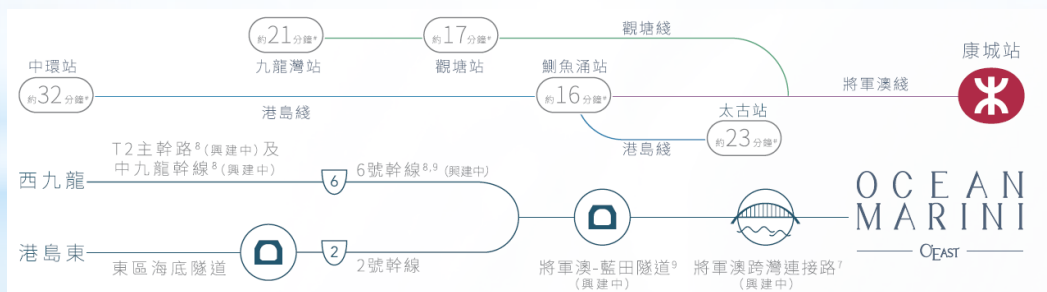 約21分鐘*
九龍灣站
約17分鐘*
觀塘站
觀塘綫
康城站
中環站
約32分鐘*
港島綫
鰂魚涌站
約16分鐘*
將軍澳綫
太古站
約23分鐘*
港島綫
T2主幹路8(興建中)及
中九龍幹線8(興建中)
西九龍
6
6號幹線8,9(興建中)
港島東
東區海底隧道
2
2號幹線
將軍澳-藍田隧道9
(興建中)
將軍澳跨灣連接路7
(興建中)
OCEAN
MARINI
O'EAST